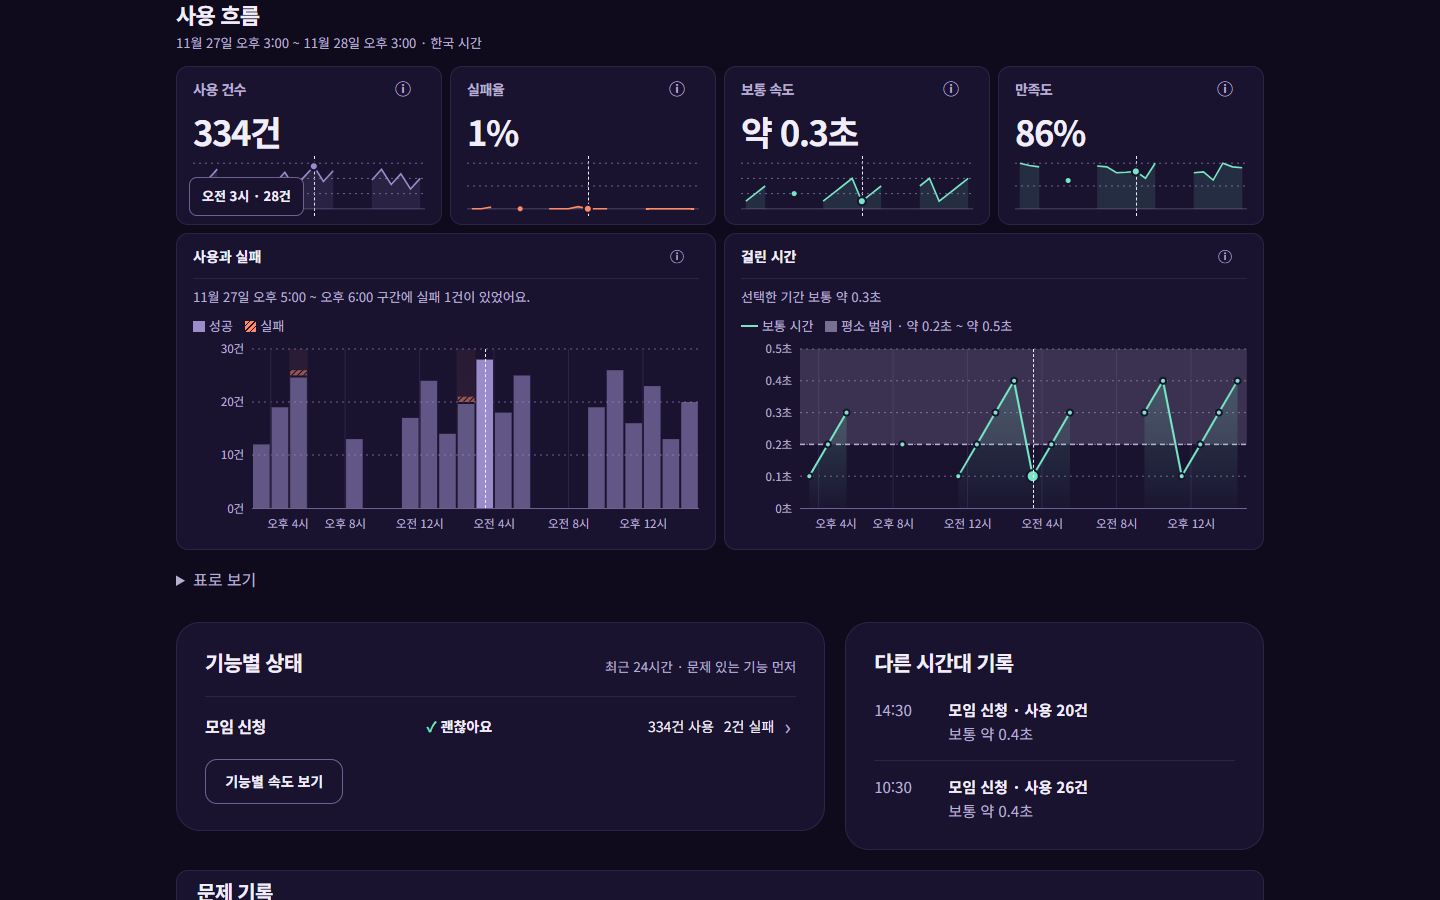 사용 흐름
11월 27일 오후 3:00 ~ 11월 28일 오후 3:00 · 한국 시간
사용 건수
334건
오전 3시 · 28건
실패율
1%
보통 속도
약 0.3초
만족도
86%
사용과 실패
11월 27일 오후 5:00 ~ 오후 6:00 구간에 실패 1건이 있었어요.
성공 실패
30건
20건
10건
0건
오후 4시 오후 8시 오전 12시 오전 4시 오전 8시 오후 12시
걸린 시간
선택한 기간 보통 약 0.3초
보통 시간 평소 범위 · 약 0.2초 ~ 약 0.5초
0.5초
0.4초
0.3초
0.2초
0.1초
0초
오후 4시 오후 8시 오전 12시 오전 4시 오전 8시 오후 12시
▶ 표로 보기
기능별 상태
최근 24시간 · 문제 있는 기능 먼저
모임 신청 ✓ 괜찮아요 334건 사용 2건 실패 ›
기능별 속도 보기
다른 시간대 기록
14:30 모임 신청 · 사용 20건
보통 약 0.4초
10:30 모임 신청 · 사용 26건
보통 약 0.4초
문제 기록